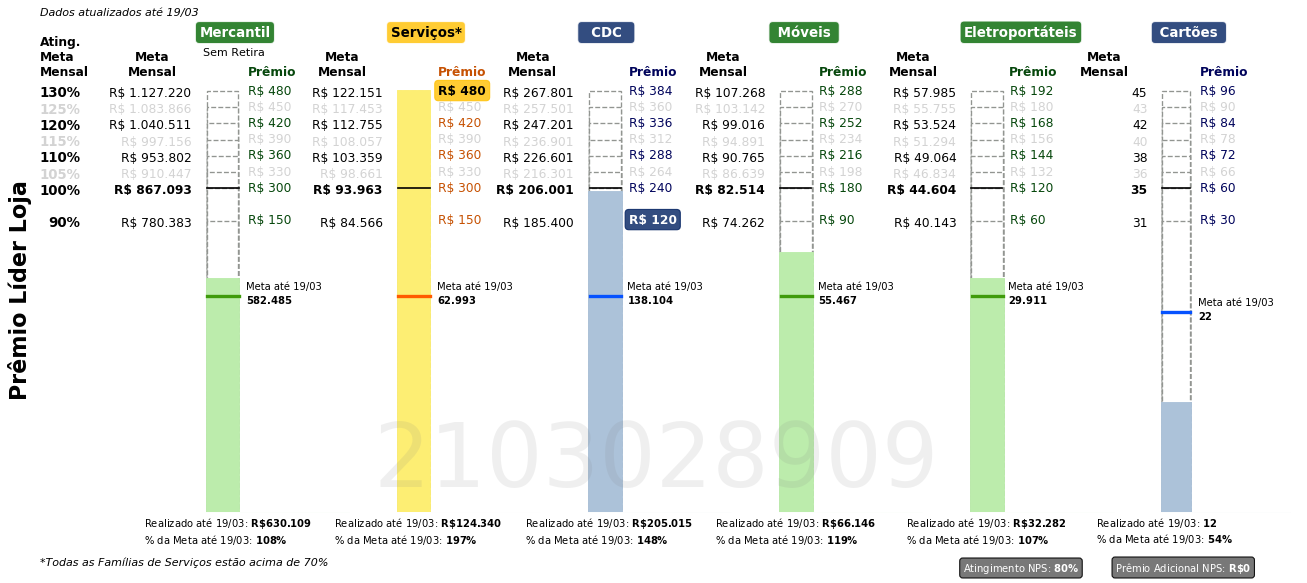 Dados atualizados até 19/03
Mercantil Serviços* CDC Móveis Eletroportáteis Cartões
Sem Retira
Ating. Meta Mensal
Meta Mensal Prêmio Meta Mensal Prêmio Meta Mensal Prêmio Meta Mensal Prêmio Meta Mensal Prêmio Meta Mensal Prêmio
130% R$ 1.127.220 R$ 480 R$ 122.151 R$ 480 R$ 267.801 R$ 384 R$ 107.268 R$ 288 R$ 57.985 R$ 192 45 R$ 96
125% R$ 1.083.866 R$ 450 R$ 117.453 R$ 450 R$ 257.501 R$ 360 R$ 103.142 R$ 270 R$ 55.755 R$ 180 43 R$ 90
120% R$ 1.040.511 R$ 420 R$ 112.755 R$ 420 R$ 247.201 R$ 336 R$ 99.016 R$ 252 R$ 53.524 R$ 168 42 R$ 84
115% R$ 997.156 R$ 390 R$ 108.057 R$ 390 R$ 236.901 R$ 312 R$ 94.891 R$ 234 R$ 51.294 R$ 156 40 R$ 78
110% R$ 953.802 R$ 360 R$ 103.359 R$ 360 R$ 226.601 R$ 288 R$ 90.765 R$ 216 R$ 49.064 R$ 144 38 R$ 72
105% R$ 910.447 R$ 330 R$ 98.661 R$ 330 R$ 216.301 R$ 264 R$ 86.639 R$ 198 R$ 46.834 R$ 132 36 R$ 66
100% R$ 867.093 R$ 300 R$ 93.963 R$ 300 R$ 206.001 R$ 240 R$ 82.514 R$ 180 R$ 44.604 R$ 120 35 R$ 60
90% R$ 780.383 R$ 150 R$ 84.566 R$ 150 R$ 185.400 R$ 120 R$ 74.262 R$ 90 R$ 40.143 R$ 60 31 R$ 30
Prêmio Líder Loja
Meta até 19/03 Meta até 19/03 Meta até 19/03 Meta até 19/03 Meta até 19/03 Meta até 19/03
582.485 62.993 138.104 55.467 29.911 22
2103028909
Realizado até 19/03: R$630.109 Realizado até 19/03: R$124.340 Realizado até 19/03: R$205.015 Realizado até 19/03: R$66.146 Realizado até 19/03: R$32.282 Realizado até 19/03: 12
% da Meta até 19/03: 108% % da Meta até 19/03: 197% % da Meta até 19/03: 148% % da Meta até 19/03: 119% % da Meta até 19/03: 107% % da Meta até 19/03: 54%
*Todas as Famílias de Serviços estão acima de 70%
Atingimento NPS: 80% Prêmio Adicional NPS: R$0